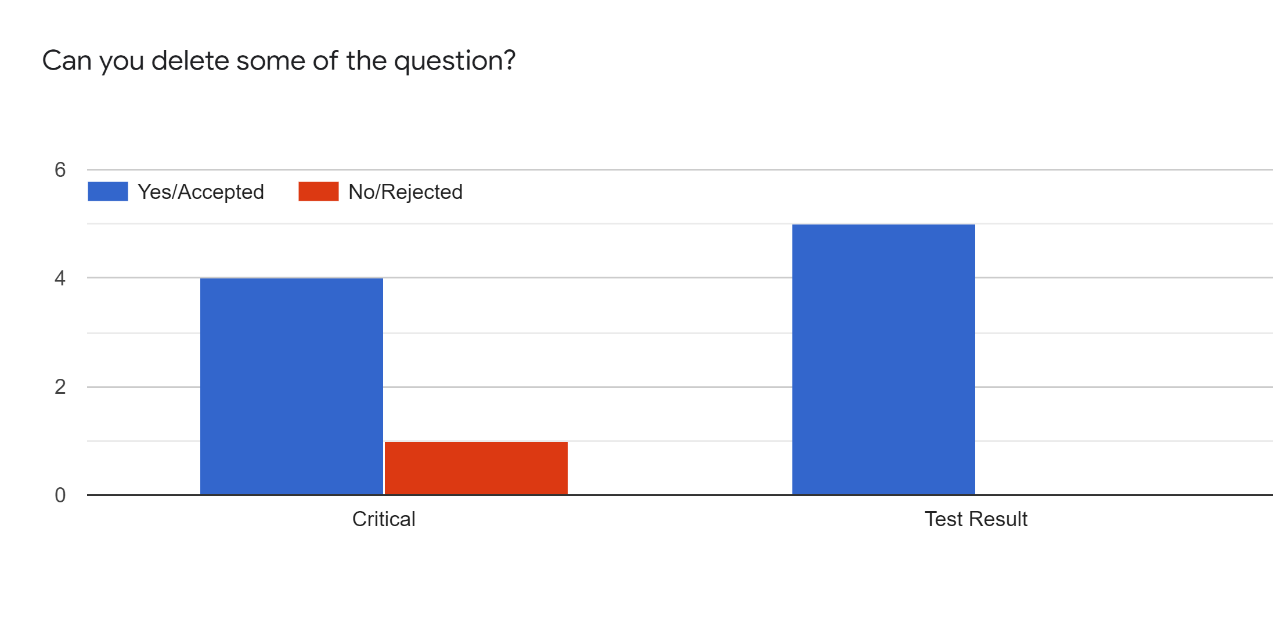 Can you delete some of the question?
6
Yes/Accepted No/Rejected
4
2
0
Critical Test Result